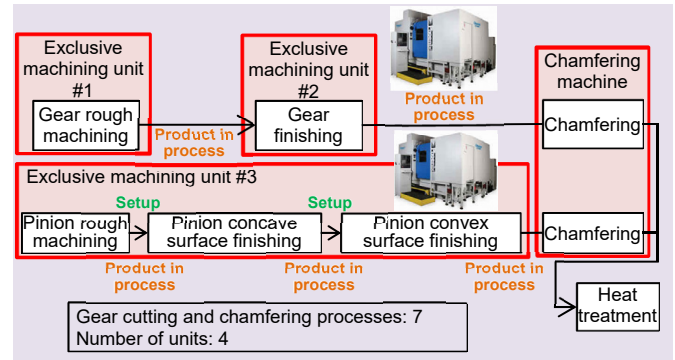 Exclusive
machining unit
#1
Gear rough
machining
Product in
process
Exclusive
machining unit
#2
Gear
finishing
Product in
process
Chamfering
machine
Chamfering
Exclusive machining unit #3
Setup
Setup
Pinion rough
machining
Pinion concave
surface finishing
Pinion convex
surface finishing
Chamfering
Product in
process
Product in
process
Product in
process
Heat
treatment
Gear cutting and chamfering processes: 7
Number of units: 4